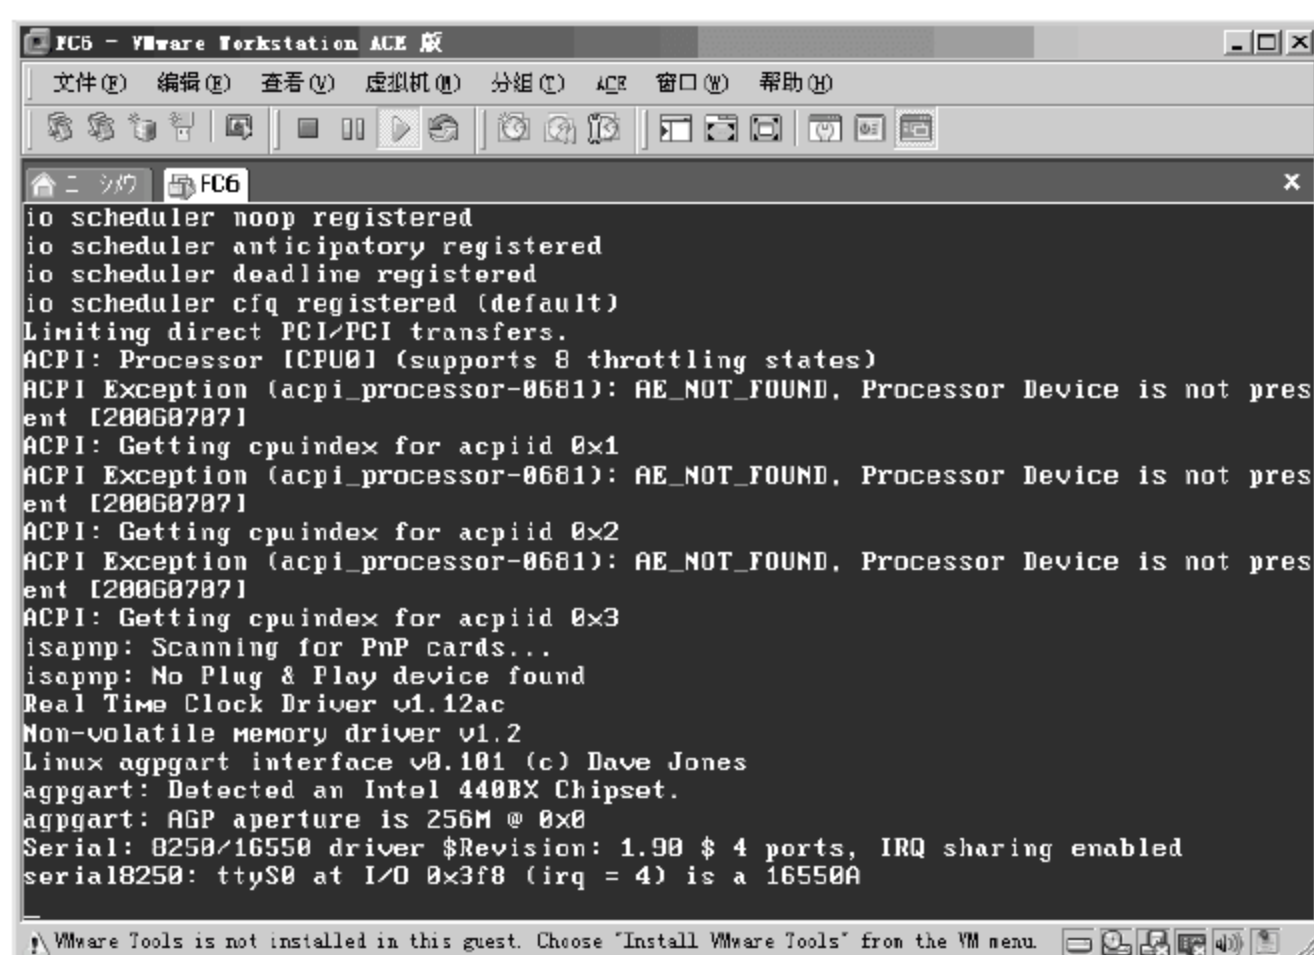 FC6 - VMware Workstation ACE 版
文件(F) 编辑(E) 查看(V) 虚拟机(M) 分组(T) ACE 窗口(W) 帮助(H)
FC6
io scheduler noop registered
io scheduler anticipatory registered
io scheduler deadline registered
io scheduler cfq registered (default)
Limiting direct PCI/PCI transfers.
ACPI: Processor [CPU0] (supports 8 throttling states)
ACPI Exception (acpi_processor-0681): AE_NOT_FOUND, Processor Device is not pres
ent [20060707]
ACPI: Getting cpuindex for acpiid 0x1
ACPI Exception (acpi_processor-0681): AE_NOT_FOUND, Processor Device is not pres
ent [20060707]
ACPI: Getting cpuindex for acpiid 0x2
ACPI Exception (acpi_processor-0681): AE_NOT_FOUND, Processor Device is not pres
ent [20060707]
ACPI: Getting cpuindex for acpiid 0x3
isapnp: Scanning for PnP cards...
isapnp: No Plug & Play device found
Real Time Clock Driver v1.12ac
Non-volatile memory driver v1.2
Linux agpgart interface v0.101 (c) Dave Jones
agpgart: Detected an Intel 440BX Chipset.
agpgart: AGP aperture is 256M @ 0x0
Serial: 8250/16550 driver $Revision: 1.90 $ 4 ports, IRQ sharing enabled
serial8250: ttyS0 at I/O 0x3f8 (irq = 4) is a 16550A
VMware Tools is not installed in this guest. Choose "Install VMware Tools" from the VM menu.